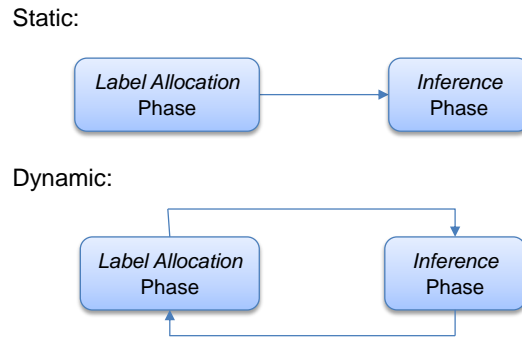 Static:
Label Allocation
Phase
Inference
Phase
Dynamic:
Label Allocation
Phase
Inference
Phase